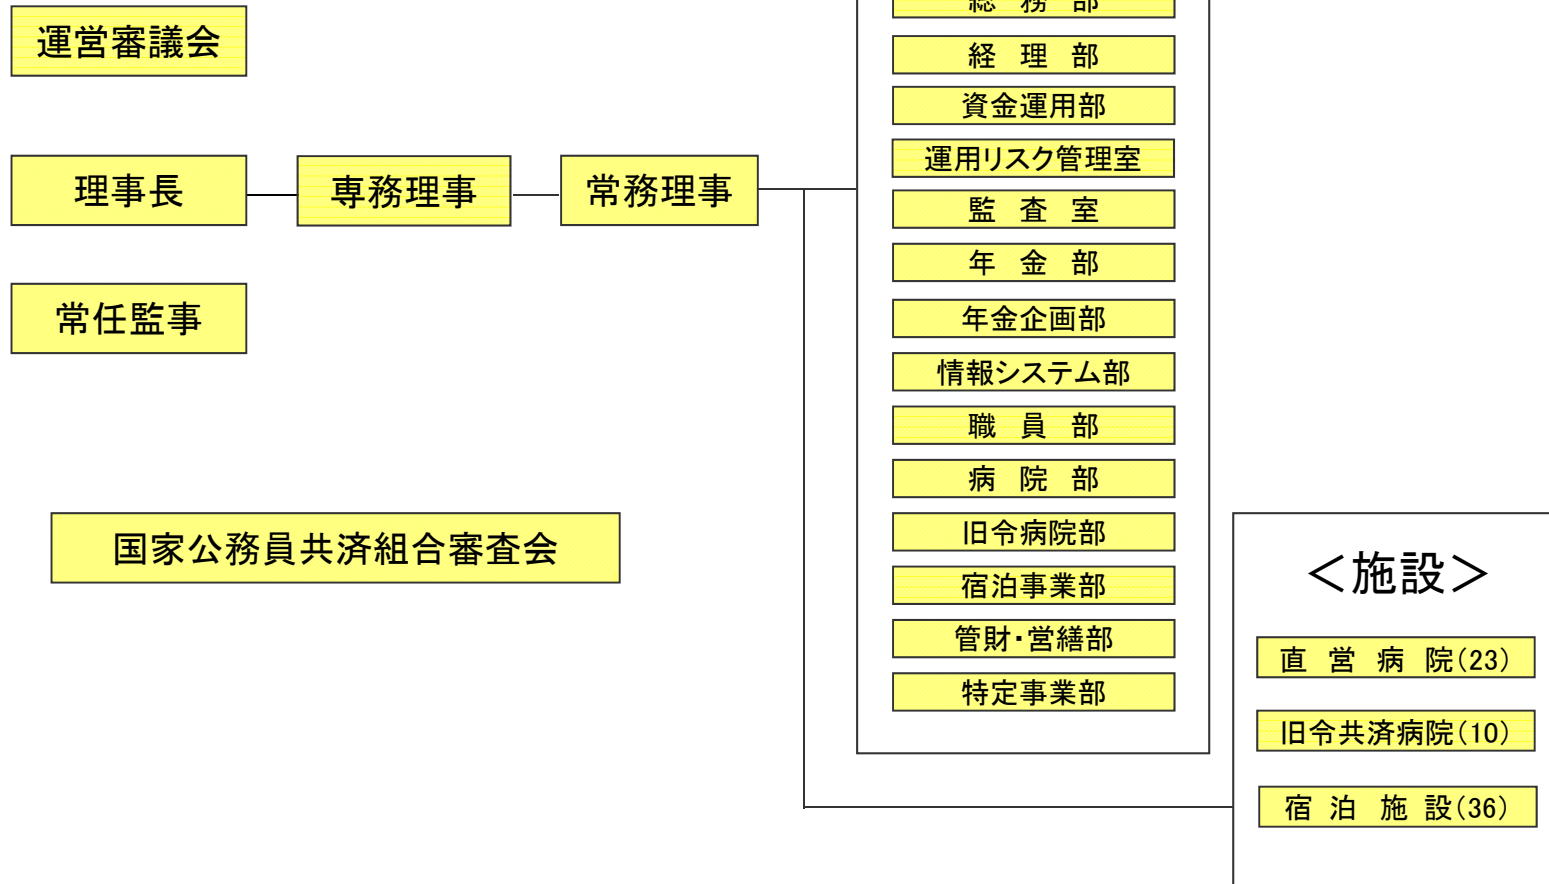 運営審議会
理事長
専務理事
常務理事
常任監事
国家公務員共済組合審査会
総 務 部
経 理 部
資金運用部
運用リスク管理室
監 査 室
年 金 部
年金企画部
情報システム部
職 員 部
病 院 部
旧令病院部
宿泊事業部
管財・営繕部
特定事業部
＜施設＞
直 営 病 院(23)
旧令共済病院(10)
宿 泊 施 設(36)